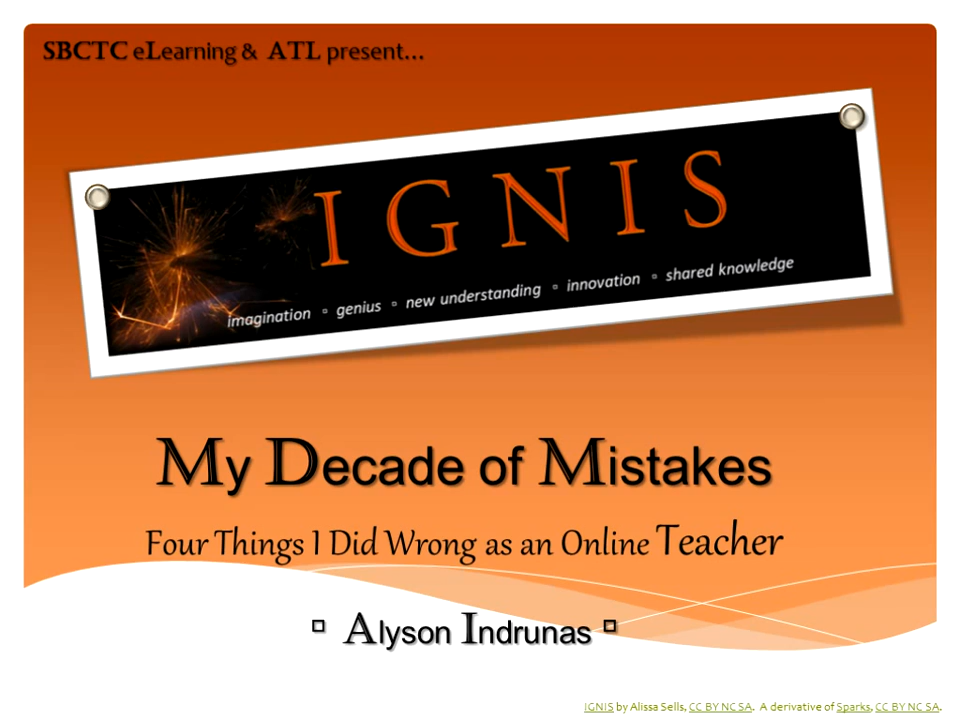 SBCTC eLearning & ATL present...
IGNIS
imagination ▫ genius ▫ new understanding ▫ innovation ▫ shared knowledge
My Decade of Mistakes
Four Things I Did Wrong as an Online Teacher
▫ Alyson Indrunas ▫
IGNIS by Alissa Sells, CC BY NC SA. A derivative of Sparks, CC BY NC SA.